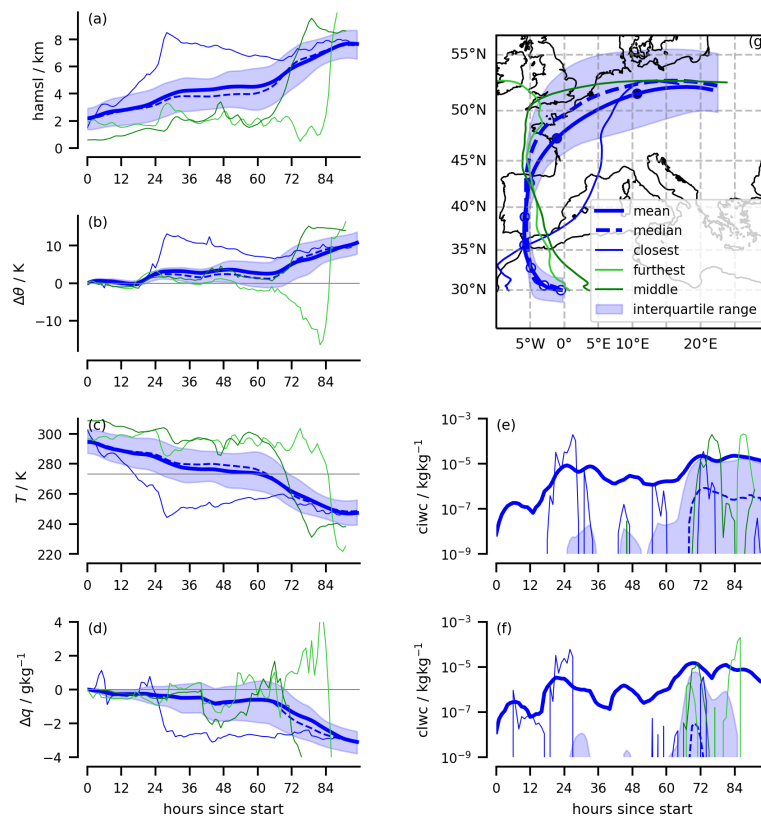 (a)
hamsl / km
8
6
4
2
0
0 12 24 36 48 60 72 84
(b)
Δθ / K
10
0
−10
0 12 24 36 48 60 72 84
(c)
T / K
300
280
260
240
220
0 12 24 36 48 60 72 84
(d)
Δq / gkg⁻¹
4
2
0
−2
−4
0 12 24 36 48 60 72 84
hours since start
(g
55°N
50°N
45°N
40°N
35°N
30°N
5°W 0° 5°E 10°E 20°E
mean
median
closest
furthest
middle
interquartile range
(e)
ciwc / kgkg⁻¹
10⁻³
10⁻⁵
10⁻⁷
10⁻⁹
0 12 24 36 48 60 72 84
(f)
clwc / kgkg⁻¹
10⁻³
10⁻⁵
10⁻⁷
10⁻⁹
0 12 24 36 48 60 72 84
hours since start